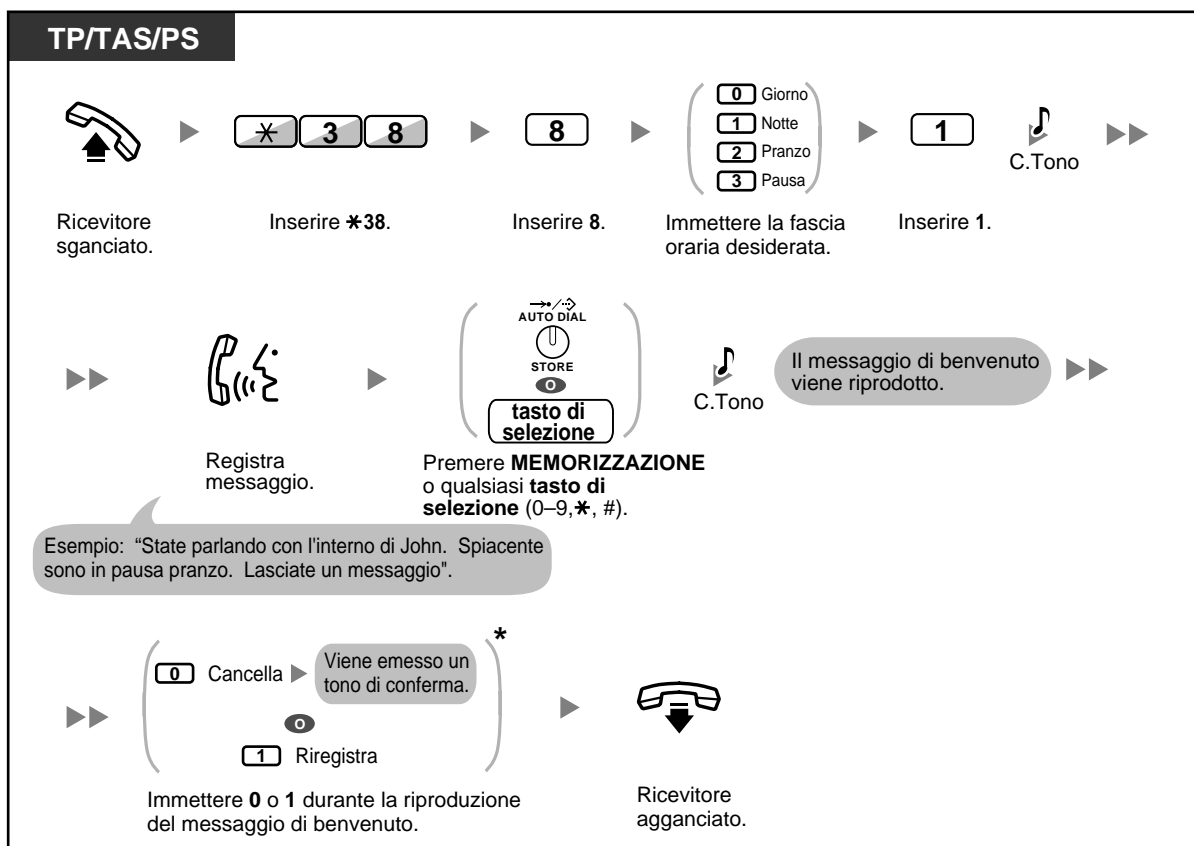 TP/TAS/PS
0 Giorno
1 Notte
2 Pranzo
3 Pausa
✳ 3 8
8
1
C.Tono
Ricevitore
sganciato.
Inserire ✳38.
Inserire 8.
Immettere la fascia
oraria desiderata.
Inserire 1.
AUTO DIAL
STORE
O
tasto di
selezione
C.Tono
Il messaggio di benvenuto
viene riprodotto.
Registra
messaggio.
Premere MEMORIZZAZIONE
o qualsiasi tasto di
selezione (0–9,✳, #).
Esempio: “State parlando con l'interno di John. Spiacente
sono in pausa pranzo. Lasciate un messaggio".
0 Cancella
Viene emesso un
tono di conferma.
*
O
1 Riregistra
Immettere 0 o 1 durante la riproduzione
del messaggio di benvenuto.
Ricevitore
agganciato.